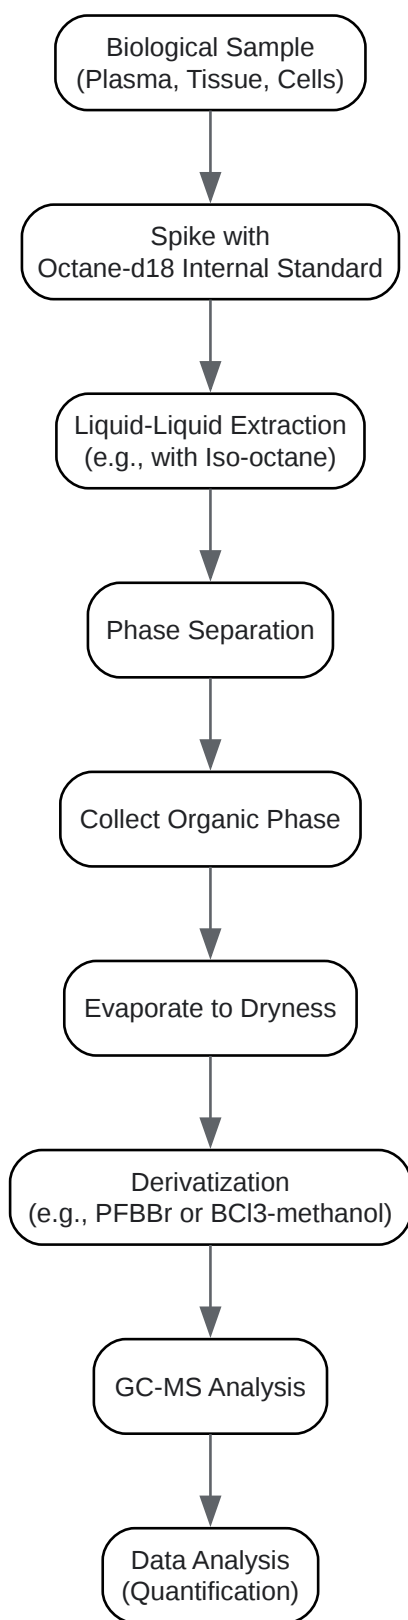 Biological Sample
(Plasma, Tissue, Cells)
Spike with
Octane-d18 Internal Standard
Liquid-Liquid Extraction
(e.g., with Iso-octane)
Phase Separation
Collect Organic Phase
Evaporate to Dryness
Derivatization
(e.g., PFBBr or BCl3-methanol)
GC-MS Analysis
Data Analysis
(Quantification)